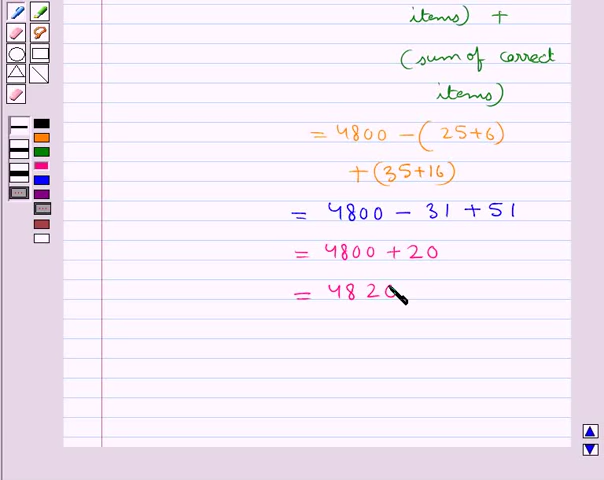 items) +
(sum of correct
items)
= 4800 - (25+6)
+ (35+16)
= 4800 - 31 + 51
= 4800 + 20
= 4820